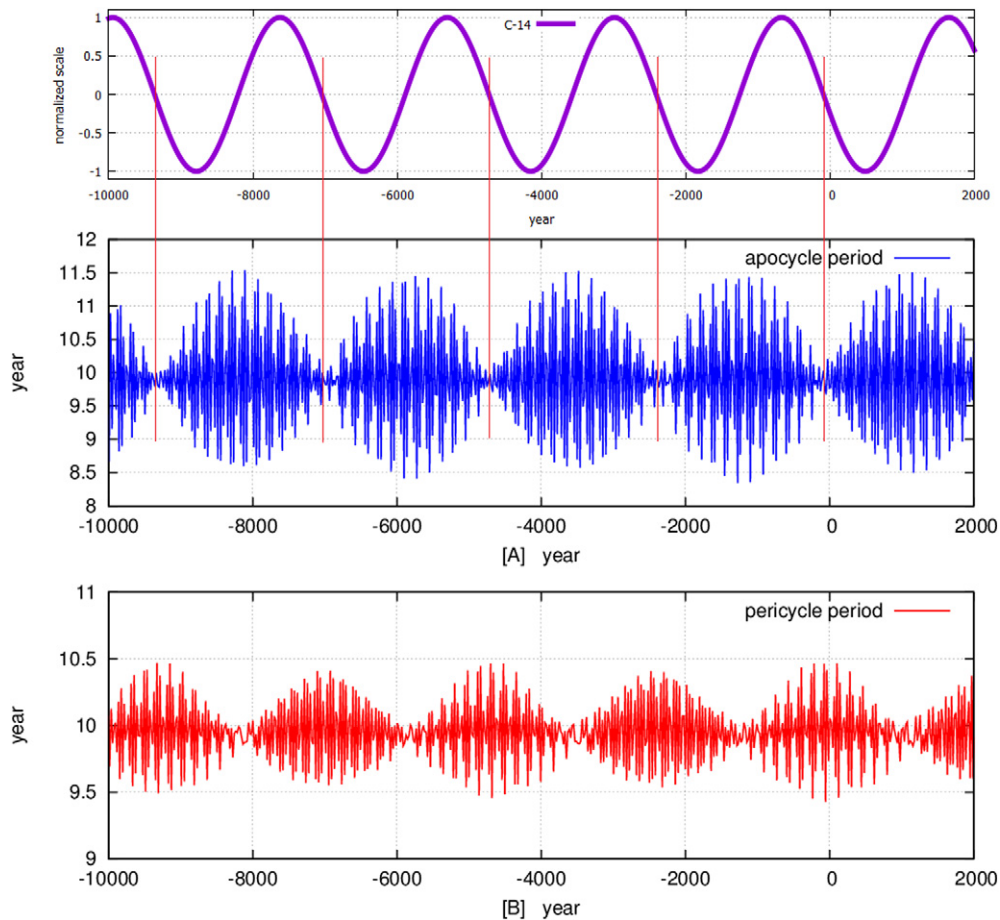 C-14
normalized scale
1
0.5
0
-0.5
-1
-10000 -8000 -6000 -4000 -2000 0 2000
year
apocycle period
year
12
11.5
11
10.5
10
9.5
9
8.5
8
-10000 -8000 -6000 -4000 -2000 0 2000
[A] year
pericycle period
year
11
10.5
10
9.5
9
-10000 -8000 -6000 -4000 -2000 0 2000
[B] year